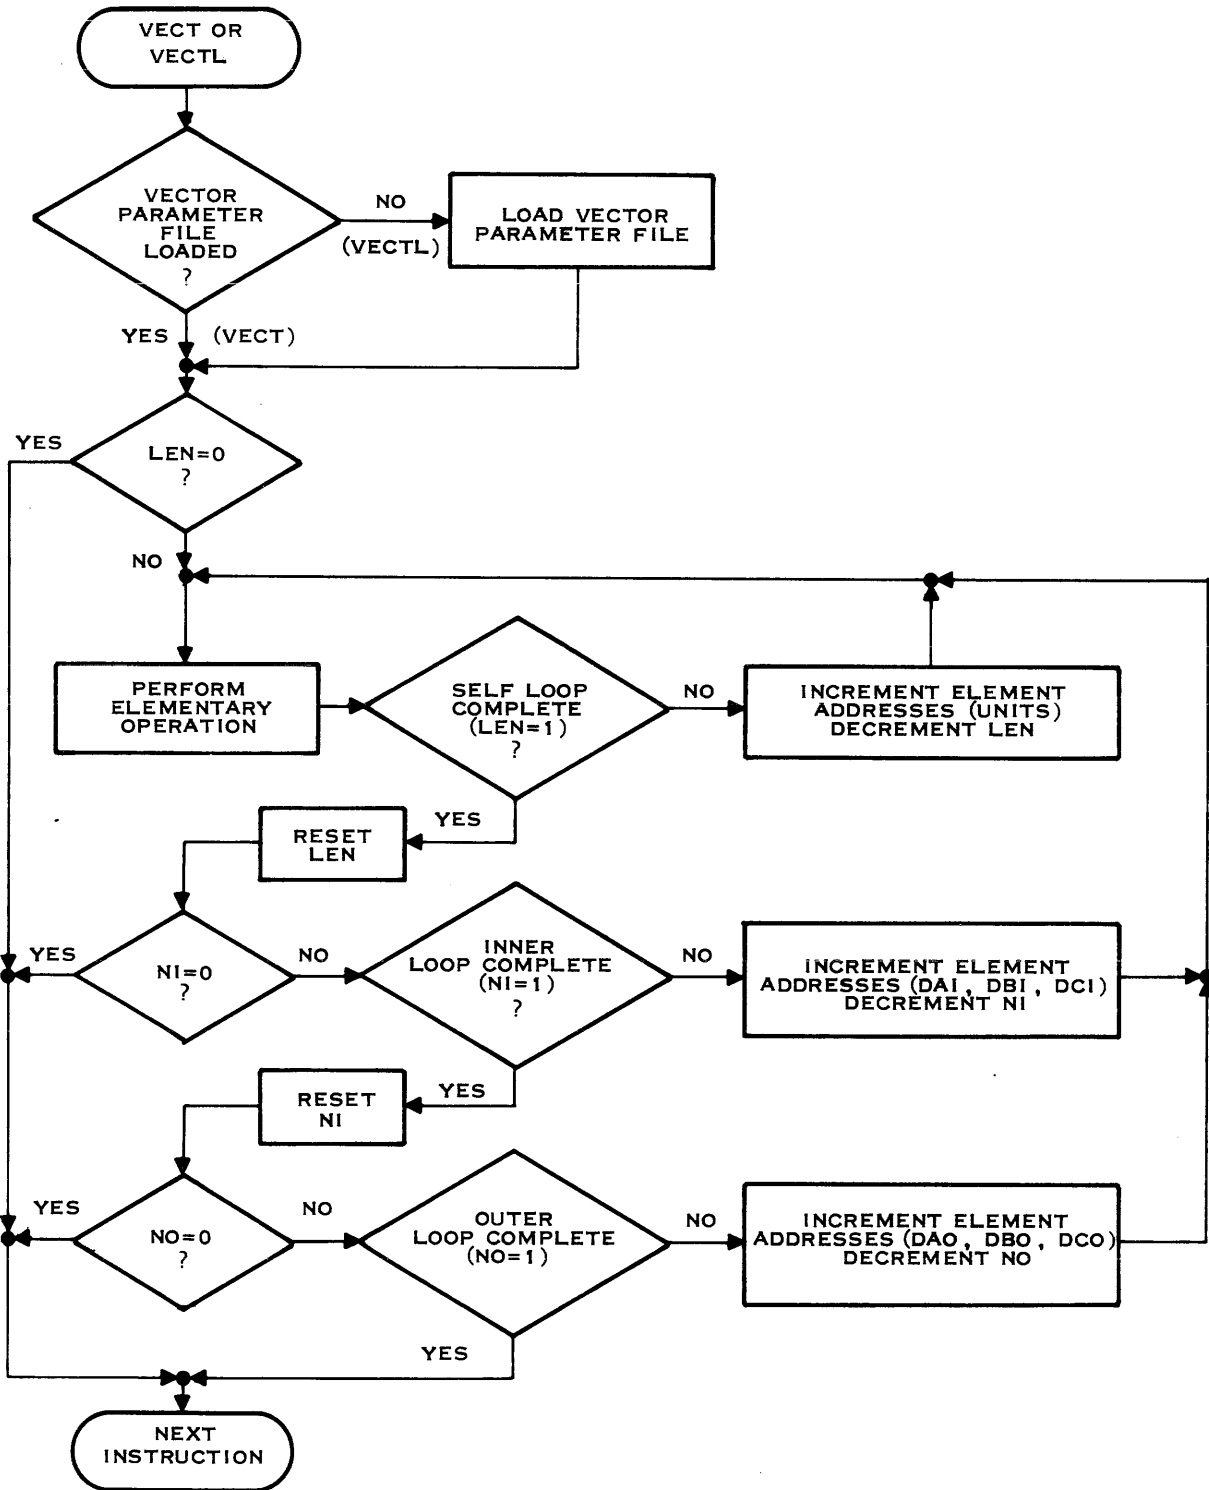 VECT OR
VECTL
VECTOR
PARAMETER
FILE
LOADED
?
NO
(VECTL)
LOAD VECTOR
PARAMETER FILE
YES (VECT)
YES
LEN=0
?
NO
PERFORM
ELEMENTARY
OPERATION
SELF LOOP
COMPLETE
(LEN=1)
?
NO
INCREMENT ELEMENT
ADDRESSES (UNITS)
DECREMENT LEN
YES
RESET
LEN
YES
NI=0
?
NO
INNER
LOOP COMPLETE
(NI=1)
?
NO
INCREMENT ELEMENT
ADDRESSES (DAI, DBI, DCI)
DECREMENT NI
YES
RESET
NI
YES
NO=0
?
NO
OUTER
LOOP COMPLETE
(NO=1)
NO
INCREMENT ELEMENT
ADDRESSES (DAO, DBO, DCO)
DECREMENT NO
YES
NEXT
INSTRUCTION